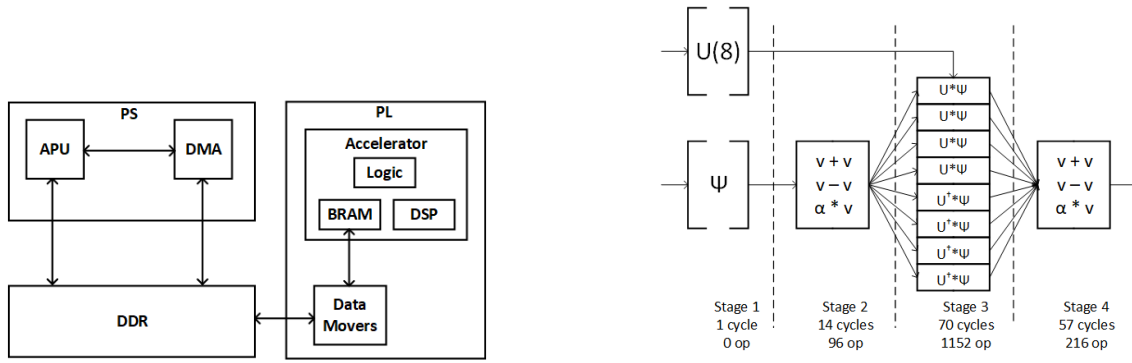 PS
APU
DMA
DDR
PL
Accelerator
Logic
BRAM
DSP
Data
Movers
U(8)
Ψ
v + v
v – v
α * v
U*Ψ
U*Ψ
U*Ψ
U*Ψ
U†*Ψ
U†*Ψ
U†*Ψ
U†*Ψ
v + v
v – v
α * v
Stage 1
1 cycle
0 op
Stage 2
14 cycles
96 op
Stage 3
70 cycles
1152 op
Stage 4
57 cycles
216 op